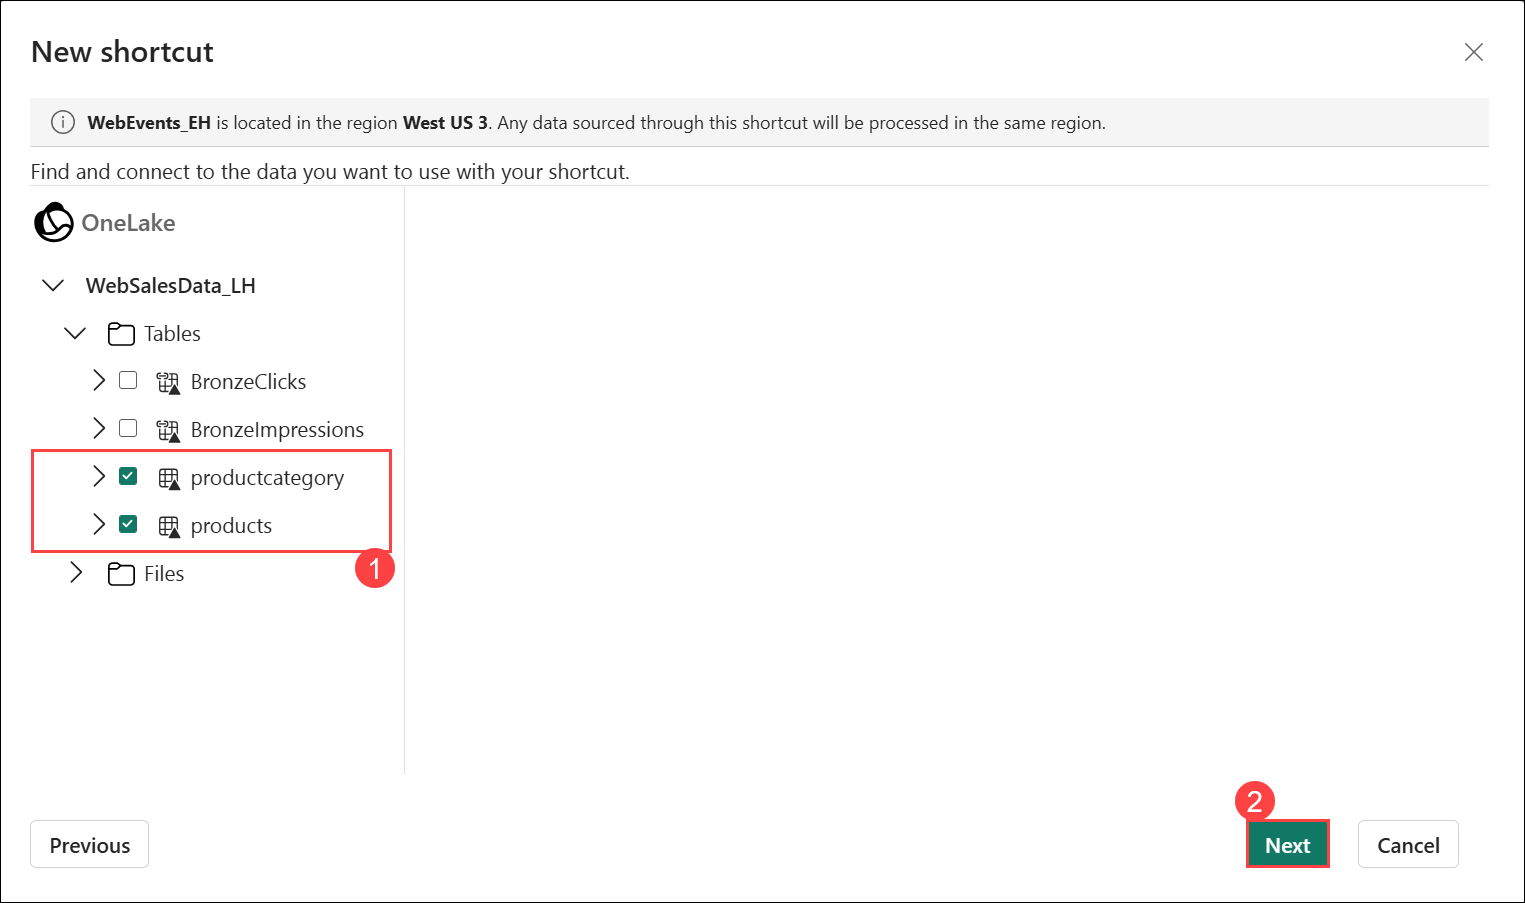 New shortcut
WebEvents_EH is located in the region West US 3. Any data sourced through this shortcut will be processed in the same region.
Find and connect to the data you want to use with your shortcut.
OneLake
WebSalesData_LH
Tables
BronzeClicks
BronzeImpressions
productcategory
products
1
Files
2
Previous
Next
Cancel